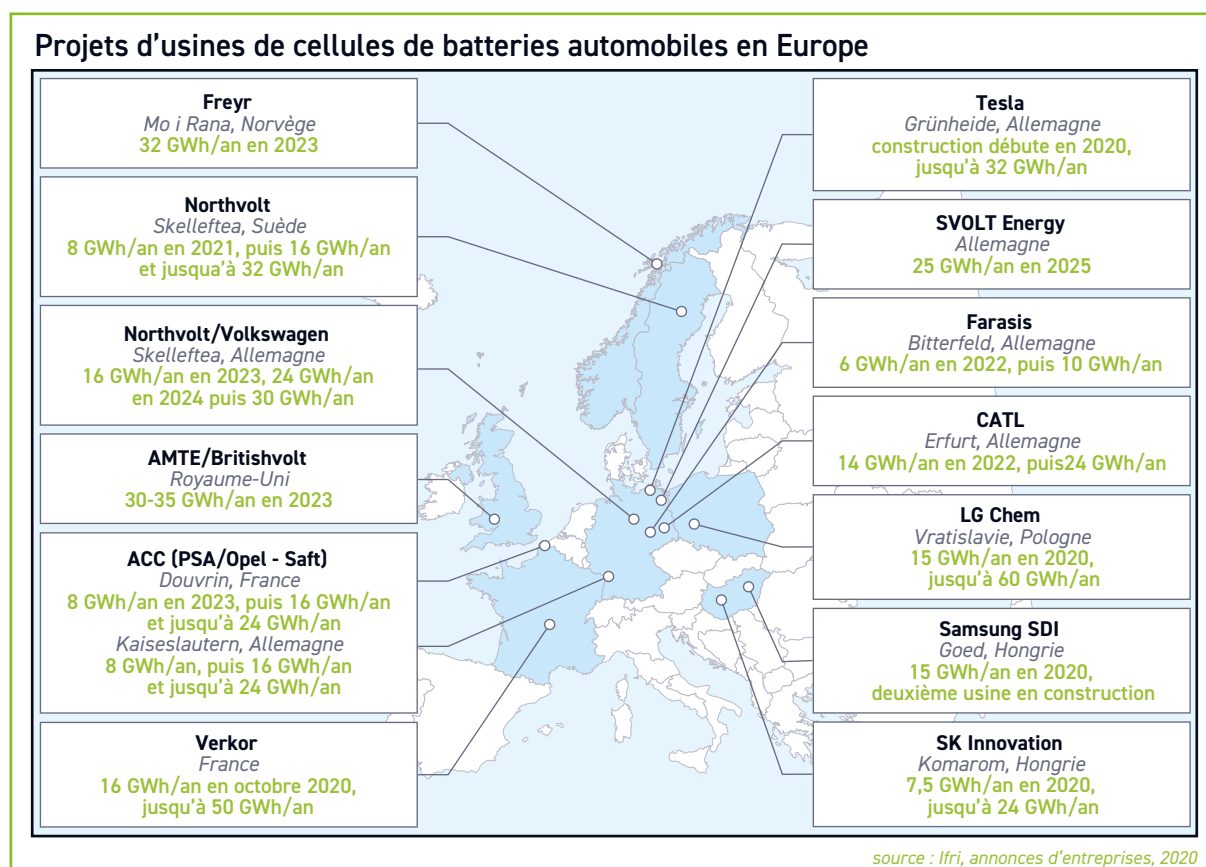 Projets d'usines de cellules de batteries automobiles en Europe
Freyr
Mo i Rana, Norvège
32 GWh/an en 2023
Northvolt
Skelleftea, Suède
8 GWh/an en 2021, puis 16 GWh/an
et jusqua'à 32 GWh/an
Northvolt/Volkswagen
Skelleftea, Allemagne
16 GWh/an en 2023, 24 GWh/an
en 2024 puis 30 GWh/an
AMTE/Britishvolt
Royaume-Uni
30-35 GWh/an en 2023
ACC (PSA/Opel - Saft)
Douvrin, France
8 GWh/an en 2023, puis 16 GWh/an
et jusqu'à 24 GWh/an
Kaiseslautern, Allemagne
8 GWh/an, puis 16 GWh/an
et jusqu'à 24 GWh/an
Verkor
France
16 GWh/an en octobre 2020,
jusqu'à 50 GWh/an
Tesla
Grünheide, Allemagne
construction débute en 2020,
jusqu'à 32 GWh/an
SVOLT Energy
Allemagne
25 GWh/an en 2025
Farasis
Bitterfeld, Allemagne
6 GWh/an en 2022, puis 10 GWh/an
CATL
Erfurt, Allemagne
14 GWh/an en 2022, puis24 GWh/an
LG Chem
Vratislavie, Pologne
15 GWh/an en 2020,
jusqu'à 60 GWh/an
Samsung SDI
Goed, Hongrie
15 GWh/an en 2020,
deuxième usine en construction
SK Innovation
Komarom, Hongrie
7,5 GWh/an en 2020,
jusqu'à 24 GWh/an
source : Ifri, annonces d'entreprises, 2020